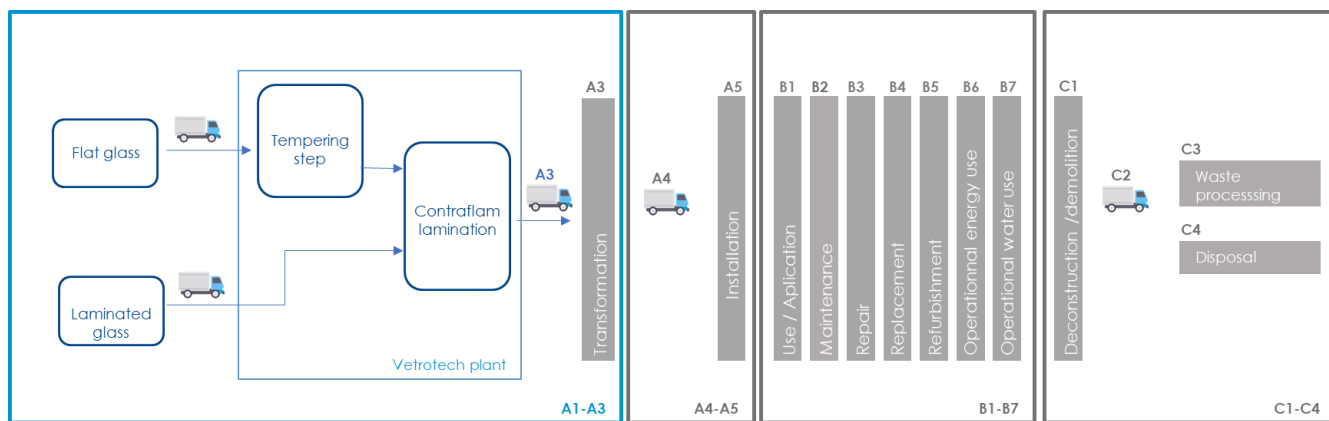 Flat glass
Laminated
glass
Tempering
step
Contraflam
lamination
Vetrotech plant
A3
A3
Transformation
A1-A3
A4
A5
Installation
A4-A5
B1
Use / Aplication
B2
Maintenance
B3
Repair
B4
Replacement
B5
Refurbishment
B6
Operationnal energy use
B7
Operational water use
B1-B7
C1
Deconstruction /demolition
C2
C3
Waste
processsing
C4
Disposal
C1-C4